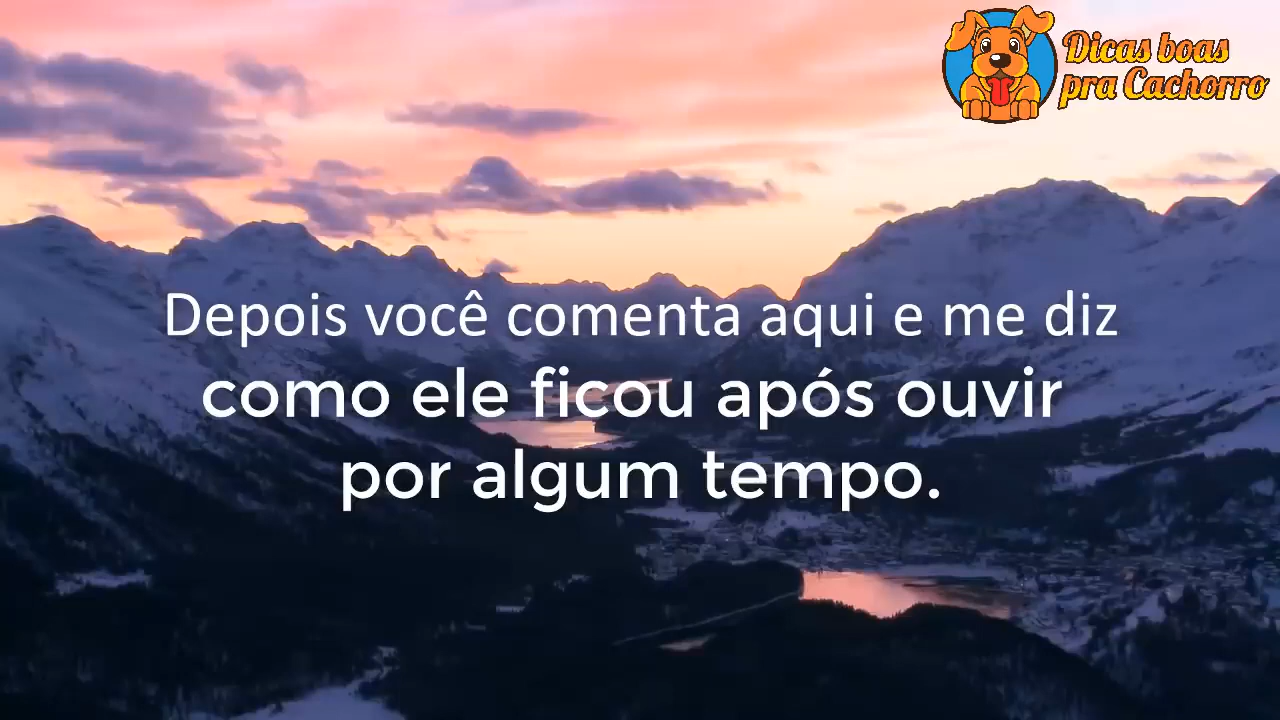 Dicas boas
pra Cachorro
Depois você comenta aqui e me diz
como ele ficou após ouvir
por algum tempo.